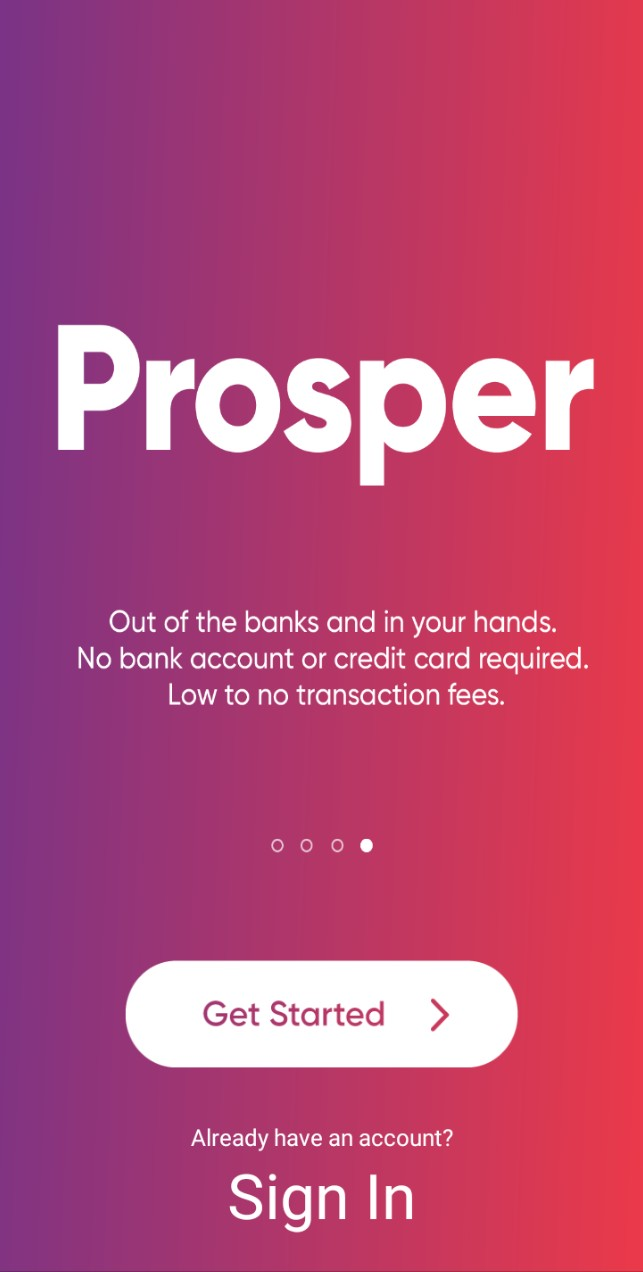 Prosper
Out of the banks and in your hands.
No bank account or credit card required.
Low to no transaction fees.
Get Started
Already have an account?
Sign In